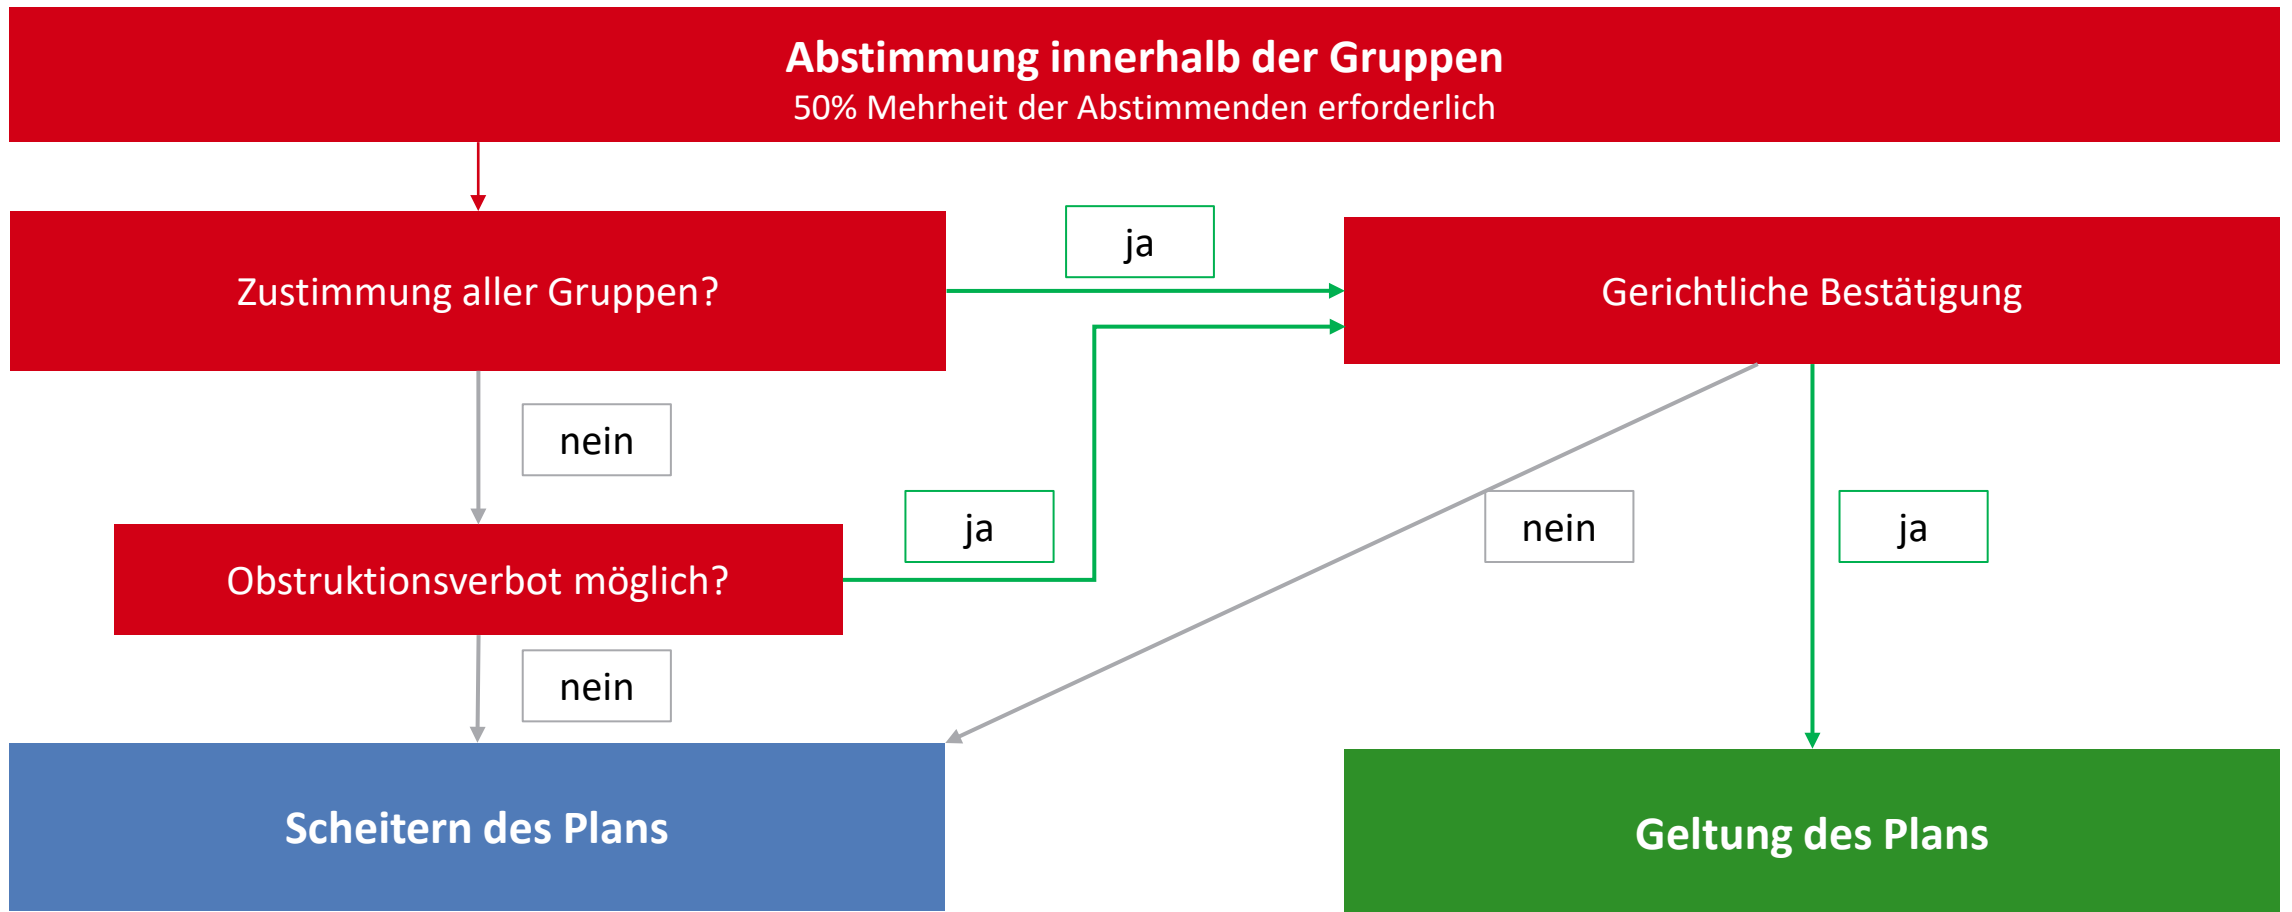 Abstimmung innerhalb der Gruppen
50% Mehrheit der Abstimmenden erforderlich
Zustimmung aller Gruppen?
ja
Gerichtliche Bestätigung
nein
ja
nein
ja
Obstruktionsverbot möglich?
nein
Scheitern des Plans
Geltung des Plans